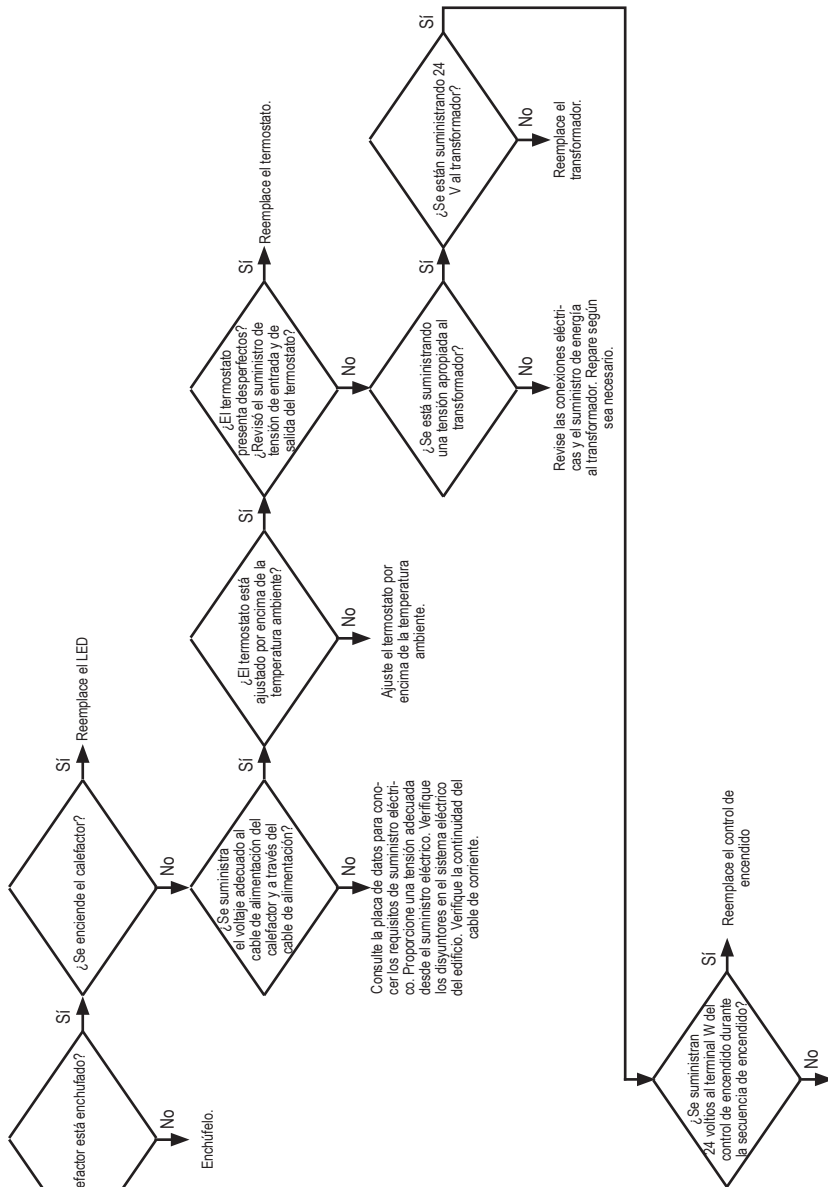 efactor está enchufado?
Sí
No
Enchúfelo.
¿Se enciende el calefactor?
Sí
Reemplace el LED
No
¿Se suministra
el voltaje adecuado al
cable de alimentación del
calefactor y a través del
cable de alimentación?
Sí
No
Consulte la placa de datos para cono-
cer los requisitos de suministro eléctri-
co. Proporcione una tensión adecuada
desde el suministro eléctrico. Verifique
los disyuntores en el sistema eléctrico
del edificio. Verifique la continuidad del
cable de corriente.
¿El termostato está
ajustado por encima de la
temperatura ambiente?
Sí
No
Ajuste el termostato por
encima de la temperatura
ambiente.
¿El termostato
presenta desperfectos?
¿Revisó el suministro de
tensión de entrada y de
salida del termostato?
Sí
Reemplace el termostato.
No
¿Se está suministrando
una tensión apropiada al
transformador?
Sí
No
Revise las conexiones eléctri-
cas y el suministro de energía
al transformador. Repare según
sea necesario.
¿Se están suministrando 24
V al transformador?
Sí
No
Reemplace el
transformador.
¿Se suministran
24 voltios al terminal W del
control de encendido durante
la secuencia de encendido?
Sí
Reemplace el control de
encendido
No